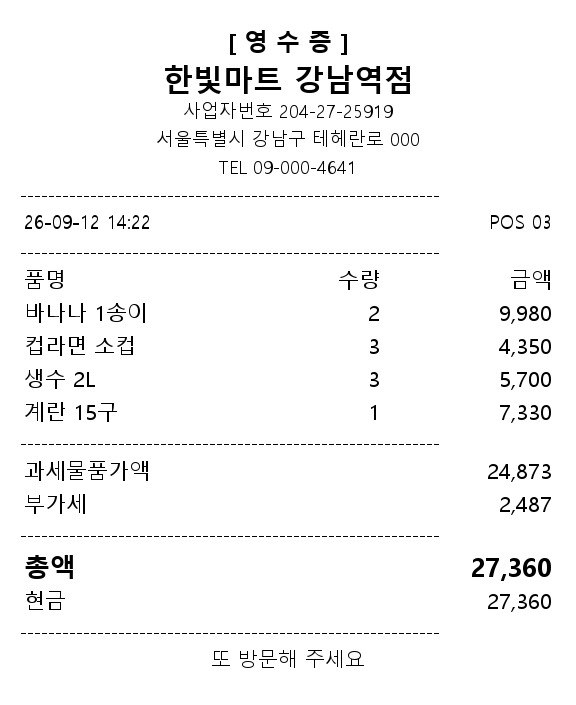 [ 영 수 증 ]
한빛마트 강남역점
사업자번호 204-27-25919
서울특별시 강남구 테헤란로 000
TEL 09-000-4641
26-09-12 14:22 POS 03
품명 수량 금액
바나나 1송이 2 9,980
컵라면 소컵 3 4,350
생수 2L 3 5,700
계란 15구 1 7,330
과세물품가액 24,873
부가세 2,487
총액 27,360
현금 27,360
또 방문해 주세요